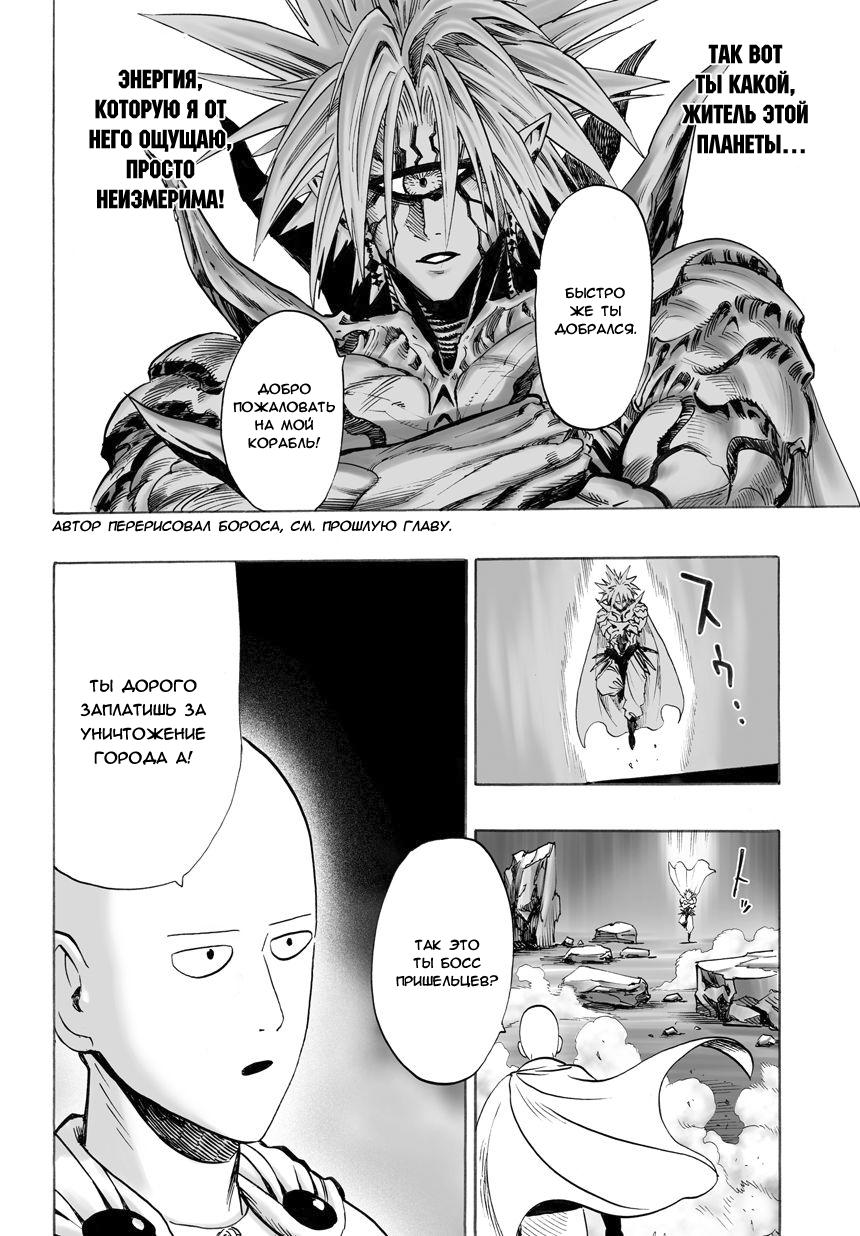 ТАК ВОТ
ТЫ КАКОЙ,
ЖИТЕЛЬ ЭТОЙ
ПЛАНЕТЫ...
ЭНЕРГИЯ,
КОТОРУЮ Я ОТ
НЕГО ОЩУЩАЮ,
ПРОСТО
НЕИЗМЕРИМА!
БЫСТРО
ЖЕ ТЫ
ДОБРАЛСЯ.
ДОБРО
ПОЖАЛОВАТЬ
НА МОЙ
КОРАБЛЬ!
АВТОР ПЕРЕРИСОВАЛ БОРОСА, СМ. ПРОШЛУЮ ГЛАВУ.
スゥ..
トッ
ТАК ЭТО
ТЫ БОСС
ПРИШЕЛЬЦЕВ?
ТЫ ДОРОГО
ЗАПЛАТИШЬ ЗА
УНИЧТОЖЕНИЕ
ГОРОДА А!